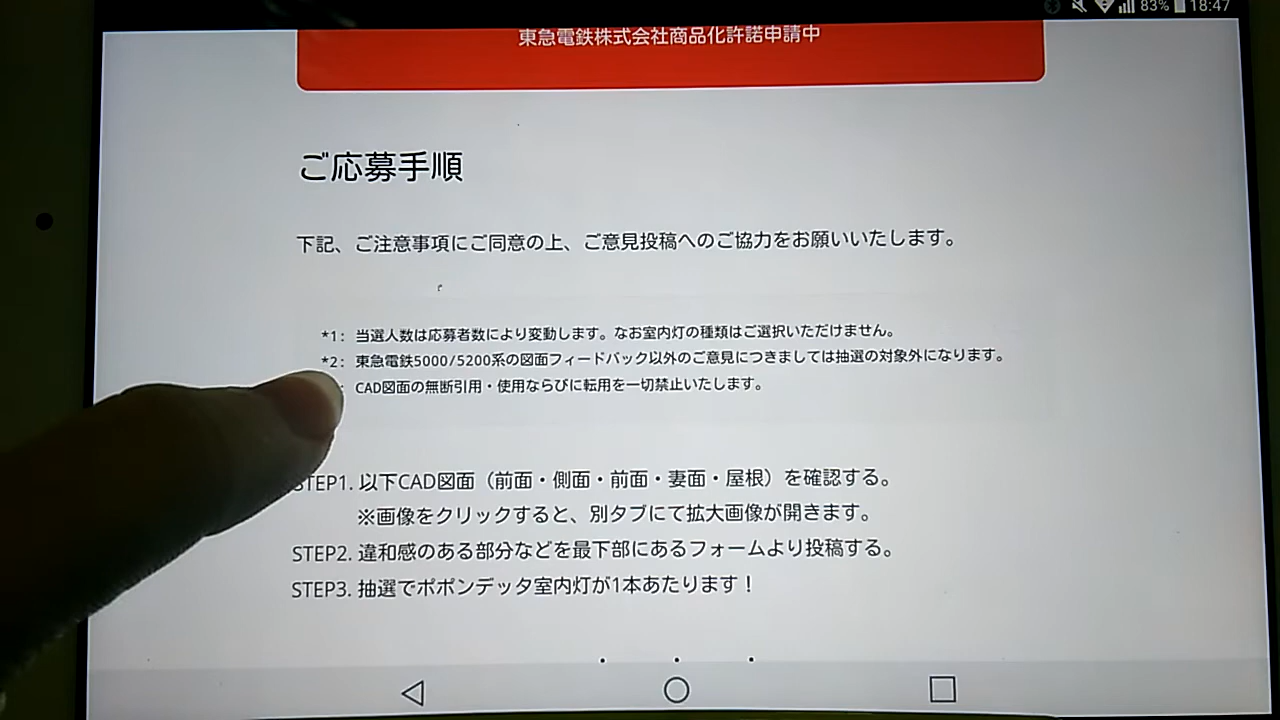 83% 18:47
東急電鉄株式会社商品化許諾申請中
ご応募手順
下記、ご注意事項にご同意の上、ご意見投稿へのご協力をお願いいたします。
*1: 当選人数は応募者数により変動します。なお室内灯の種類はご選択いただけません。
*2: 東急電鉄5000/5200系の図面フィードバック以外のご意見につきましては抽選の対象外になります。
: CAD図面の無断引用・使用ならびに転用を一切禁止いたします。
STEP1. 以下CAD図面(前面・側面・前面・妻面・屋根)を確認する。
※画像をクリックすると、別タブにて拡大画像が開きます。
STEP2. 違和感のある部分などを最下部にあるフォームより投稿する。
STEP3. 抽選でポポンデッタ室内灯が1本あたります!